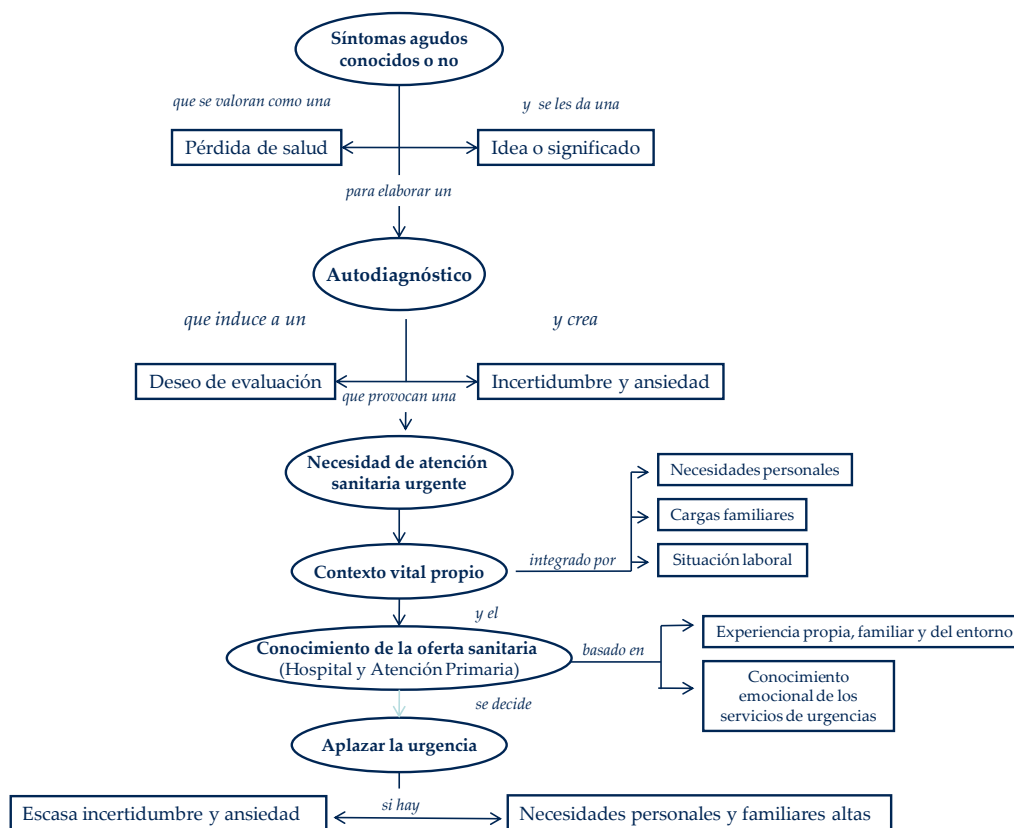 Síntomas agudos
conocidos o no
que se valoran como una
y se les da una
Pérdida de salud
Idea o significado
para elaborar un
Autodiagnóstico
que induce a un
y crea
Deseo de evaluación
Incertidumbre y ansiedad
que provocan una
Necesidad de atención
sanitaria urgente
Necesidades personales
Cargas familiares
Contexto vital propio
integrado por
Situación laboral
y el
Conocimiento de la oferta sanitaria
(Hospital y Atención Primaria)
basado en
Experiencia propia, familiar y del entorno
Conocimiento
emocional de los
servicios de urgencias
se decide
Aplazar la urgencia
si hay
Escasa incertidumbre y ansiedad
Necesidades personales y familiares altas